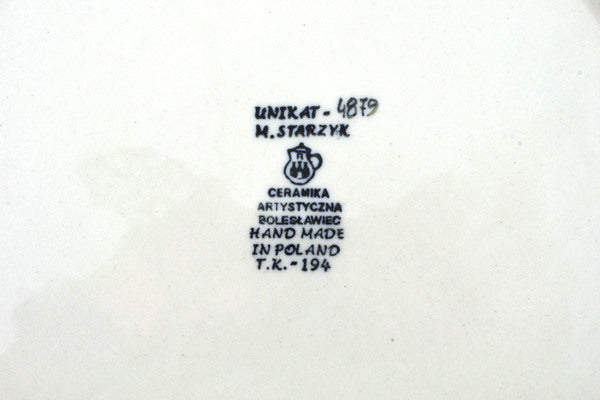 UNIKAT - 4879
M. STARZYK
CERAMIKA
ARTYSTYCZNA
BOLESŁAWIEC
HAND MADE
IN POLAND
T.K. - 194